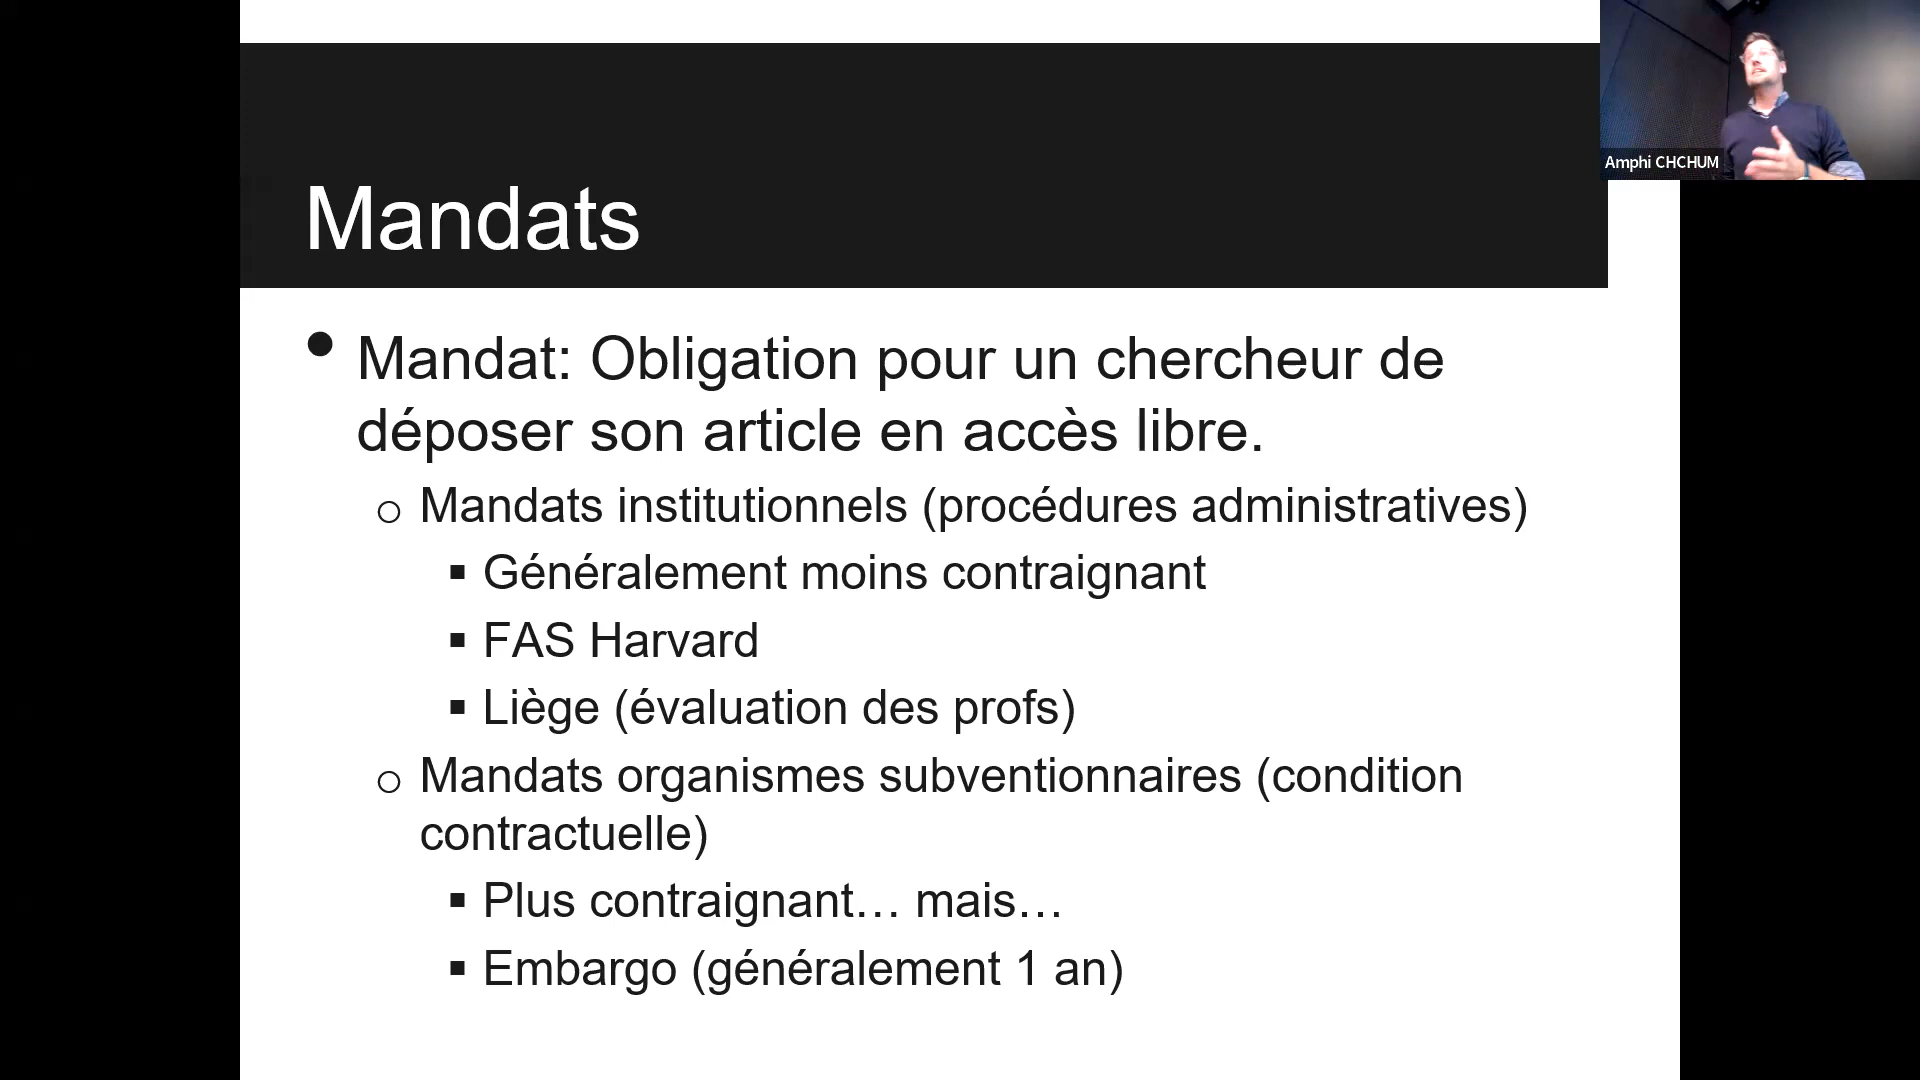 Amphi CHCHUM
Mandats
• Mandat: Obligation pour un chercheur de
déposer son article en accès libre.
o Mandats institutionnels (procédures administratives)
▪ Généralement moins contraignant
▪ FAS Harvard
▪ Liège (évaluation des profs)
o Mandats organismes subventionnaires (condition
contractuelle)
▪ Plus contraignant… mais…
▪ Embargo (généralement 1 an)